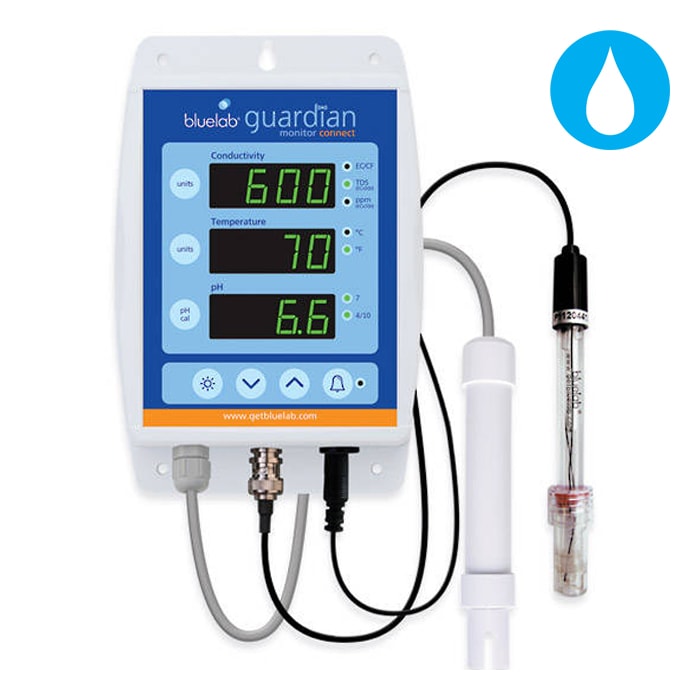 bluelab® guardian
monitor connect
Conductivity
units
600
EC/CF
TDS
ppm
Temperature
units
70
°C
°F
pH
pH
cal
6.6
7
4/10
www.getbluelab.com
bluelab®